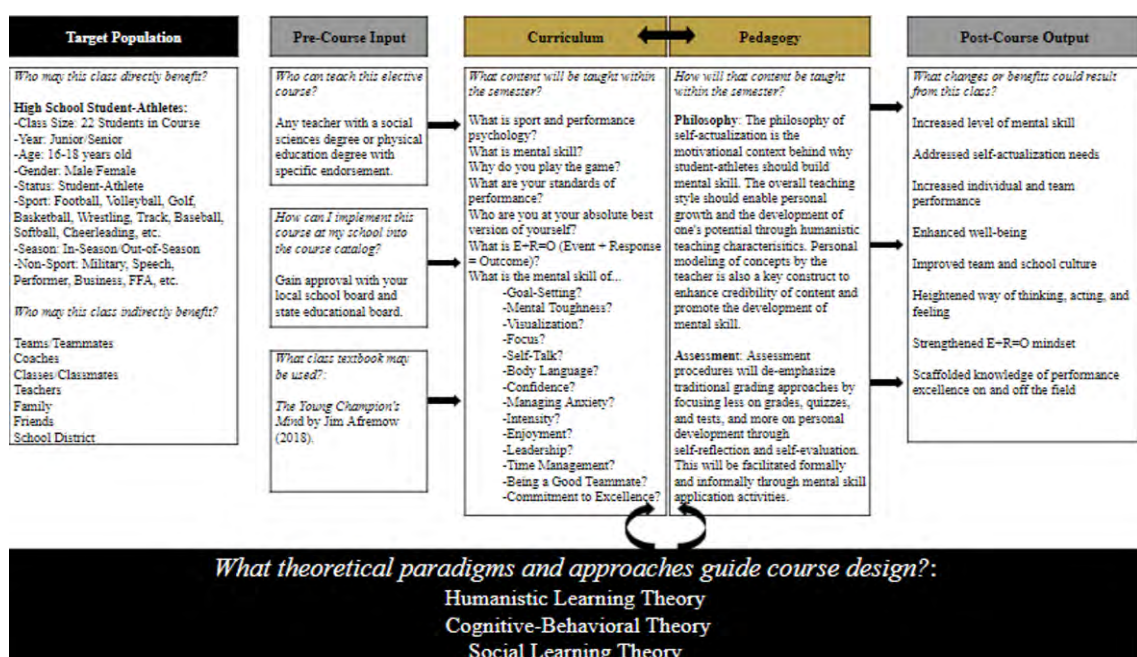 Target Population
Who may this class directly benefit?
High School Student-Athletes:
-Class Size: 22 Students in Course
-Year: Junior/Senior
-Age: 16-18 years old
-Gender: Male/Female
-Status: Student-Athlete
-Sport: Football, Volleyball, Golf,
Basketball, Wrestling, Track, Baseball,
Softball, Cheerleading, etc.
-Season: In-Season/Out-of-Season
-Non-Sport: Military, Speech,
Performer, Business, FFA, etc.
Who may this class indirectly benefit?
Teams/Teammates
Coaches
Classes/Classmates
Teachers
Family
Friends
School District
Pre-Course Input
Who can teach this elective
course?
Any teacher with a social
sciences degree or physical
education degree with
specific endorsement.
How can I implement this
course at my school into
the course catalog?
Gain approval with your
local school board and
state educational board.
What class textbook may
be used?:
The Young Champion's
Mind by Jim Afremow
(2018).
Curriculum
What content will be taught within
the semester?
What is sport and performance
psychology?
What is mental skill?
Why do you play the game?
What are your standards of
performance?
Who are you at your absolute best
version of yourself?
What is E+R=O (Event + Response
= Outcome)?
What is the mental skill of...
-Goal-Setting?
-Mental Toughness?
-Visualization?
-Focus?
-Self-Talk?
-Body Language?
-Confidence?
-Managing Anxiety?
-Intensity?
-Enjoyment?
-Leadership?
-Time Management?
-Being a Good Teammate?
-Commitment to Excellence?
Pedagogy
How will that content be taught
within the semester?
Philosophy: The philosophy of
self-actualization is the
motivational context behind why
student-athletes should build
mental skill. The overall teaching
style should enable personal
growth and the development of
one's potential through humanistic
teaching characterisitics. Personal
modeling of concepts by the
teacher is also a key construct to
enhance credibility of content and
promote the development of
mental skill.
Assessment: Assessment
procedures will de-emphasize
traditional grading approaches by
focusing less on grades, quizzes,
and tests, and more on personal
development through
self-reflection and self-evaluation.
This will be facilitated formally
and informally through mental skill
application activities.
Post-Course Output
What changes or benefits could result
from this class?
Increased level of mental skill
Addressed self-actualization needs
Increased individual and team
performance
Enhanced well-being
Improved team and school culture
Heightened way of thinking, acting, and
feeling
Strengthened E+R=O mindset
Scaffolded knowledge of performance
excellence on and off the field
What theoretical paradigms and approaches guide course design?:
Humanistic Learning Theory
Cognitive-Behavioral Theory
Social Learning Theory